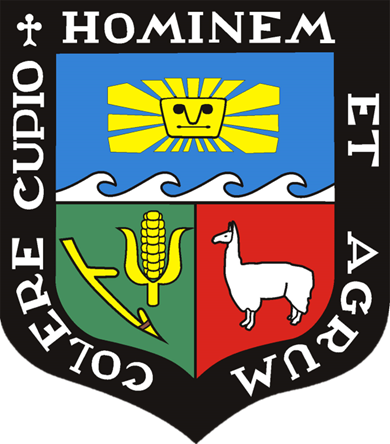 COLERE CUPIO
HOMINEM
ET AGRUM